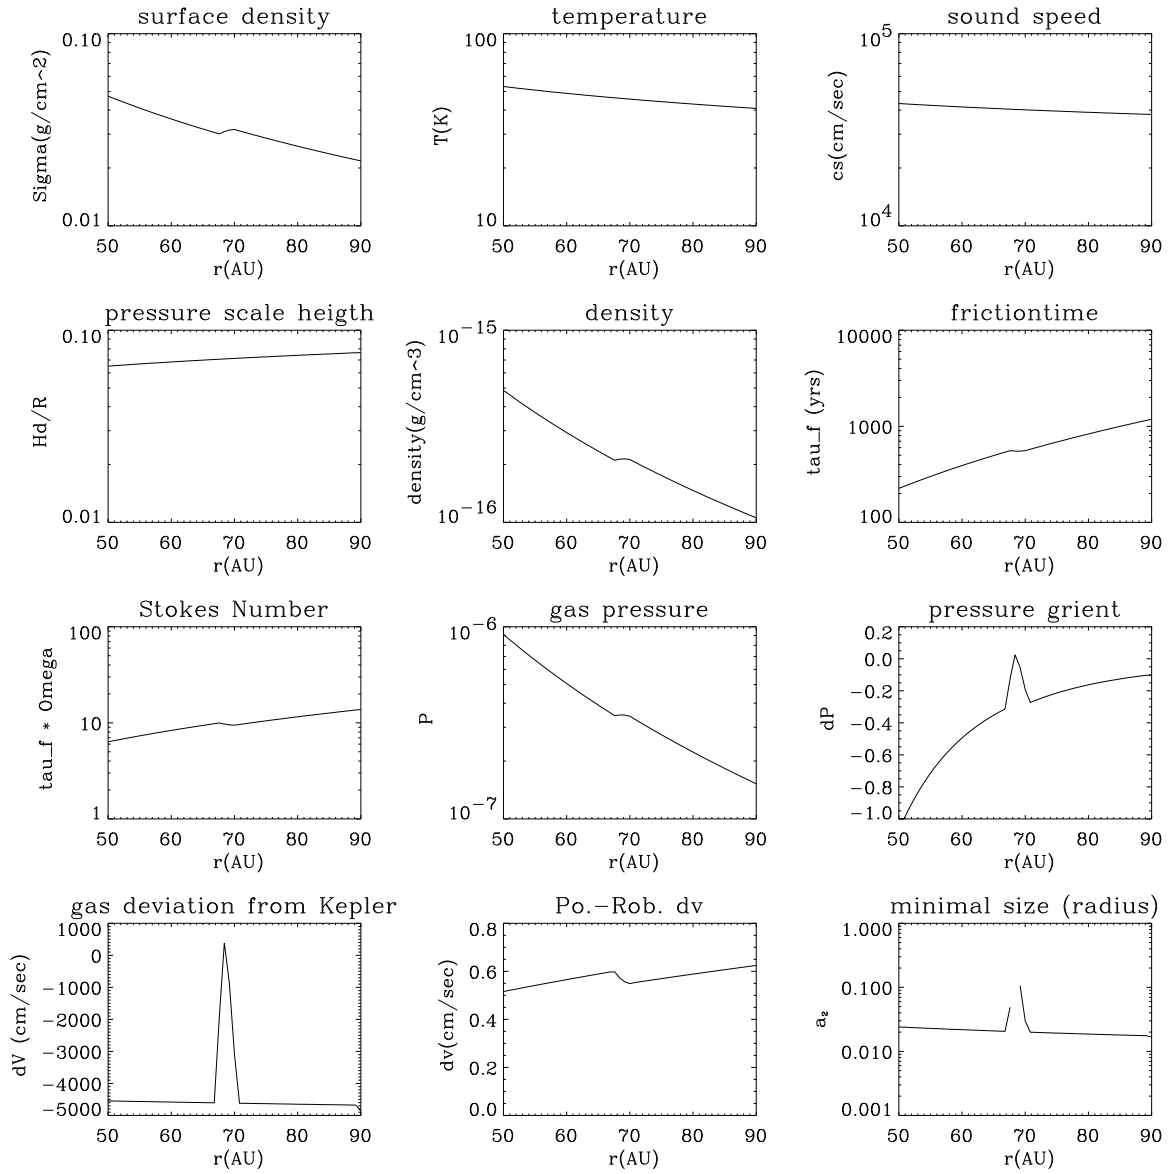 surface density
temperature
sound speed
0.10
0.01
Sigma(g/cm^2)
50 60 70 80 90
r(AU)
100
10
T(K)
50 60 70 80 90
r(AU)
10^5
10^4
cs(cm/sec)
50 60 70 80 90
r(AU)
pressure scale heigth
density
frictiontime
0.10
0.01
Hd/R
50 60 70 80 90
r(AU)
10^-15
10^-16
density(g/cm^3)
50 60 70 80 90
r(AU)
10000
1000
100
tau_f (yrs)
50 60 70 80 90
r(AU)
Stokes Number
gas pressure
pressure grient
100
10
1
tau_f * Omega
50 60 70 80 90
r(AU)
10^-6
10^-7
P
50 60 70 80 90
r(AU)
0.2
0.0
-0.2
-0.4
-0.6
-0.8
-1.0
dP
50 60 70 80 90
r(AU)
gas deviation from Kepler
Po.-Rob. dv
minimal size (radius)
1000
0
-1000
-2000
-3000
-4000
-5000
dV (cm/sec)
50 60 70 80 90
r(AU)
0.8
0.6
0.4
0.2
0.0
dv(cm/sec)
50 60 70 80 90
r(AU)
1.000
0.100
0.010
0.001
a₂
50 60 70 80 90
r(AU)